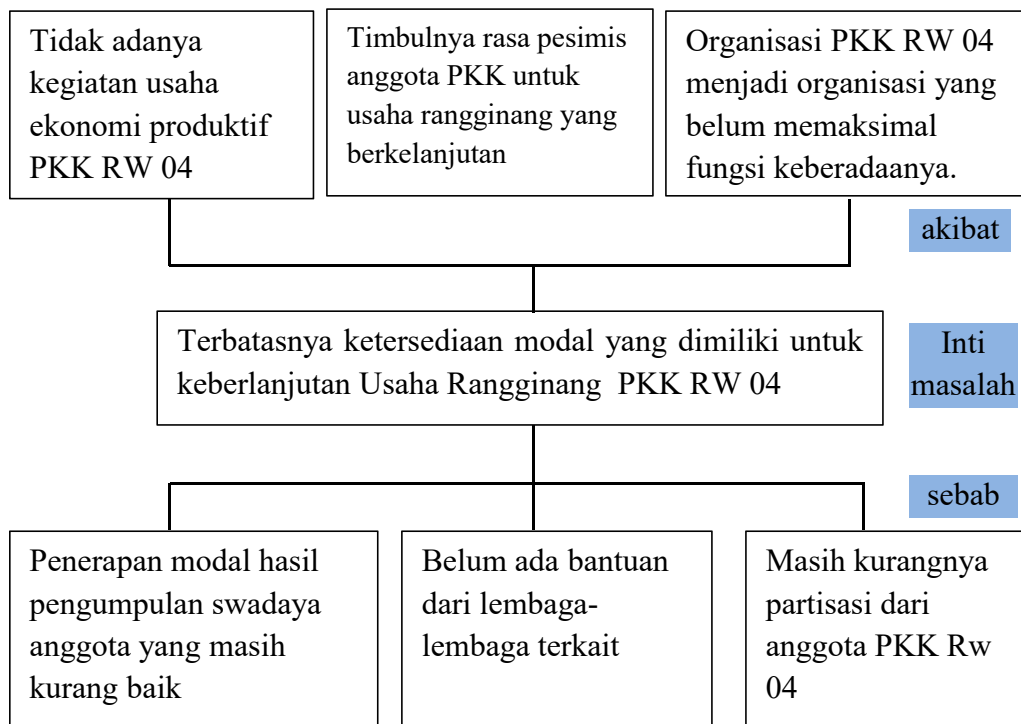 Tidak adanya
kegiatan usaha
ekonomi produktif
PKK RW 04
Timbulnya rasa pesimis
anggota PKK untuk
usaha rangginang yang
berkelanjutan
Organisasi PKK RW 04
menjadi organisasi yang
belum memaksimal
fungsi keberadaanya.
akibat
Terbatasnya ketersediaan modal yang dimiliki untuk
keberlanjutan Usaha Rangginang PKK RW 04
Inti
masalah
sebab
Penerapan modal hasil
pengumpulan swadaya
anggota yang masih
kurang baik
Belum ada bantuan
dari lembaga-
lembaga terkait
Masih kurangnya
partisasi dari
anggota PKK Rw
04